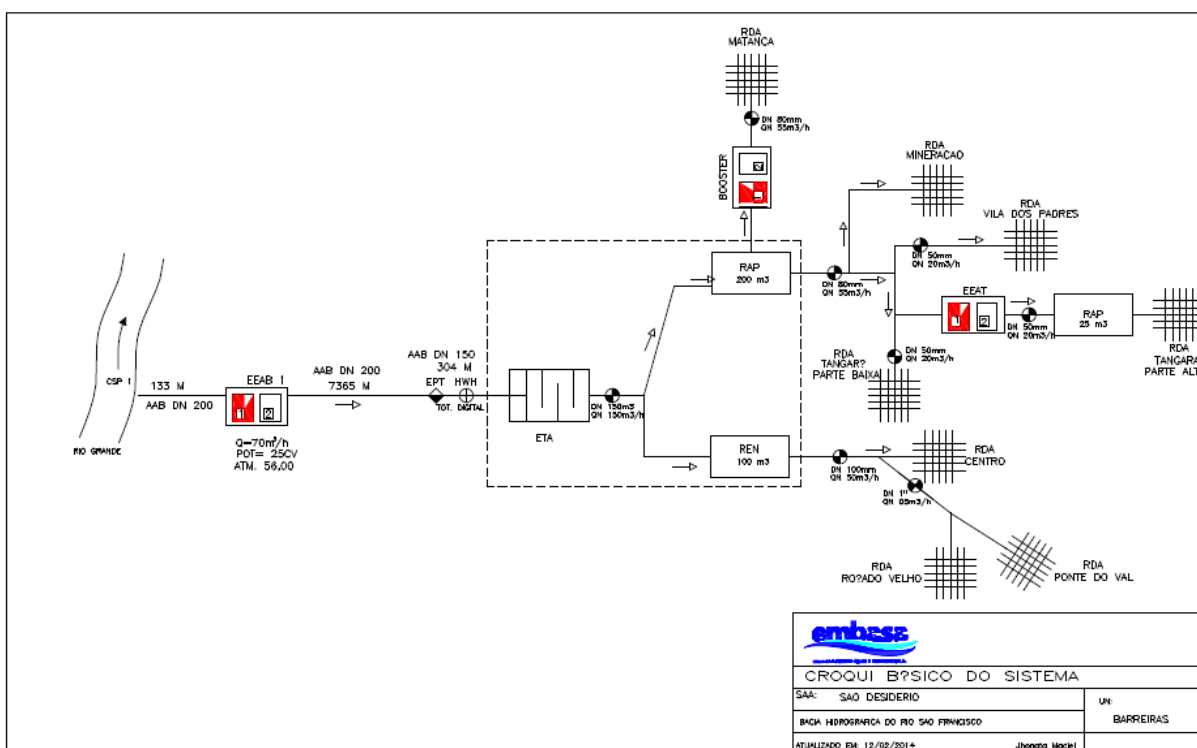 RDA
MATANCA
DN 80mm
QN 55m3/h
BOOSTER
2
1
RDA
MINERACAO
RDA
VILA DOS PADRES
DN 50mm
QN 20m3/h
RAP
200 m3
DN 80mm
QN 55m3/h
EEAT
1
2
DN 50mm
QN 20m3/h
RAP
25 m3
RDA
TANGARA
PARTE ALT
DN 50mm
QN 20m3/h
RDA
TANGAR?
PARTE BAIXA
CSP 1
RIO GRANDE
133 M
AAB DN 200
EEAB 1
1
2
Q=70m³/h
POT= 25CV
ATM. 56,00
AAB DN 200
7365 M
AAB DN 150
304 M
EPT HWH
TOT. DIGITAL
ETA
DN 150m3
QN 150m3/h
REN
100 m3
DN 100mm
QN 50m3/h
RDA
CENTRO
DN 1"
QN 05m3/h
RDA
RO?ADO VELHO
RDA
PONTE DO VAL
embasa
CROQUI B?SICO DO SISTEMA
SAA: SAO DESIDERIO
UN:
BARREIRAS
BACIA HIDROGRAFICA DO RIO SAO FRANCISCO
ATUALIZADO EM: 12/02/2014 Jhonata Maciel